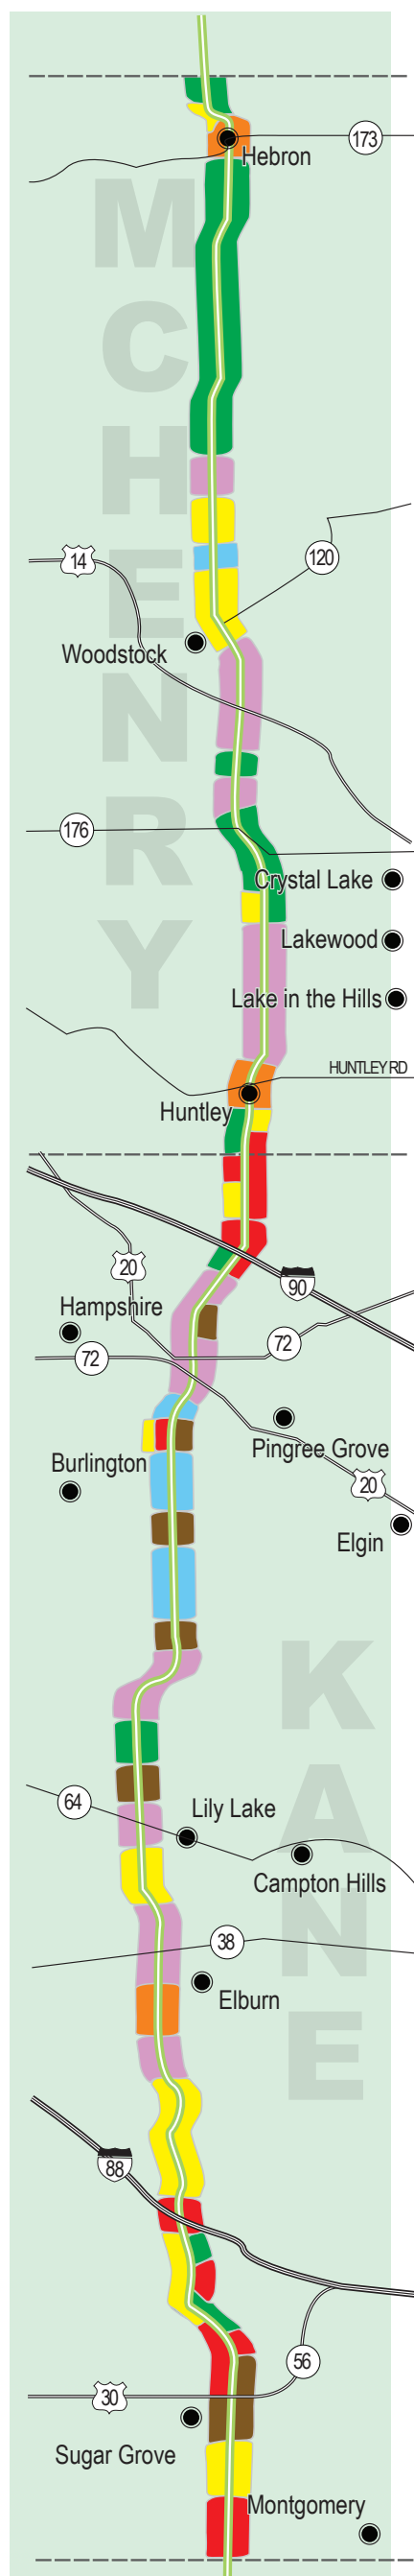 173
Hebron
MCHENRY
120
14
Woodstock
176
Crystal Lake
Lakewood
Lake in the Hills
HUNTLEY RD
Huntley
20
90
Hampshire
72
72
Pingree Grove
Burlington
20
Elgin
KANE
64
Lily Lake
Campton Hills
38
Elburn
88
56
30
Sugar Grove
Montgomery